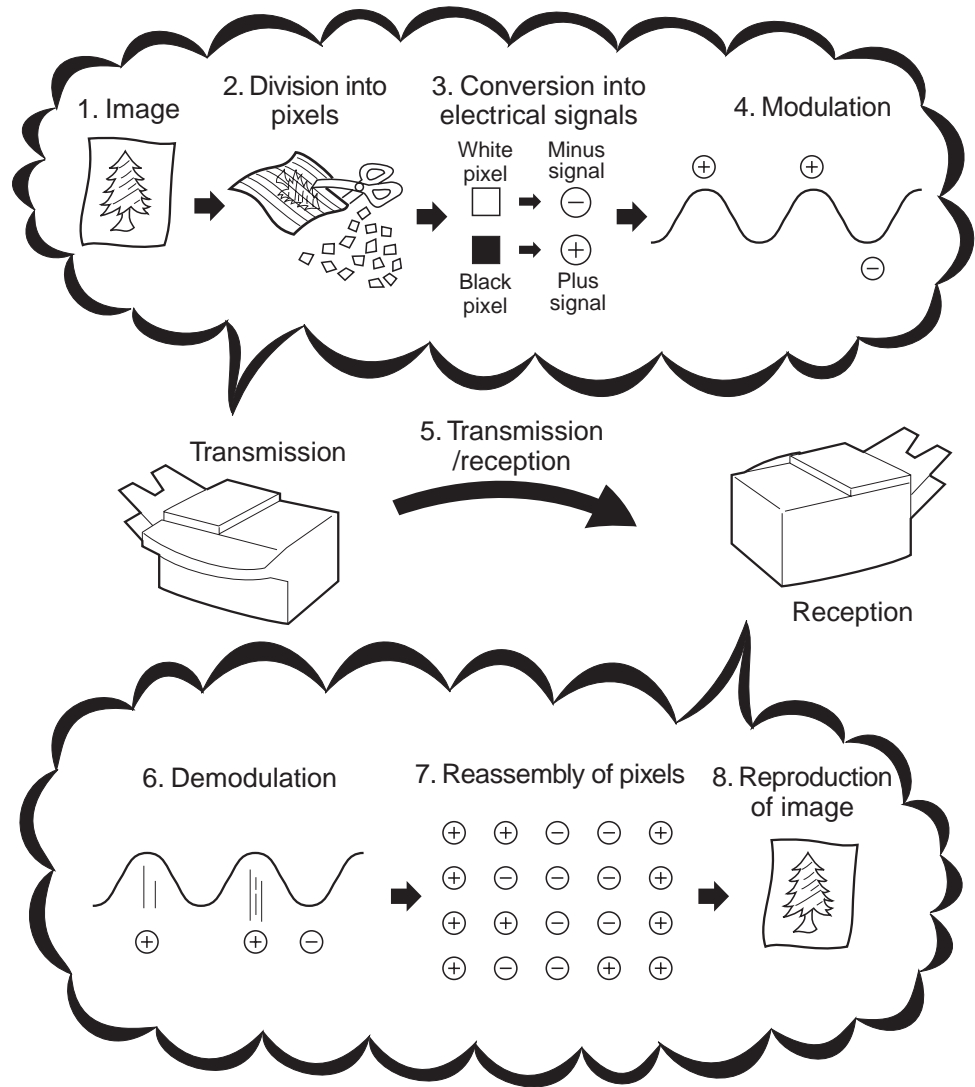 1. Image
2. Division into
pixels
3. Conversion into
electrical signals
White
pixel
Minus
signal
−
+
Black
pixel
Plus
signal
4. Modulation
+ +
−
Transmission
5. Transmission
/reception
Reception
6. Demodulation
+ + −
7. Reassembly of pixels
+ + − − +
+ − − − +
+ + − − +
+ − − + +
8. Reproduction
of image